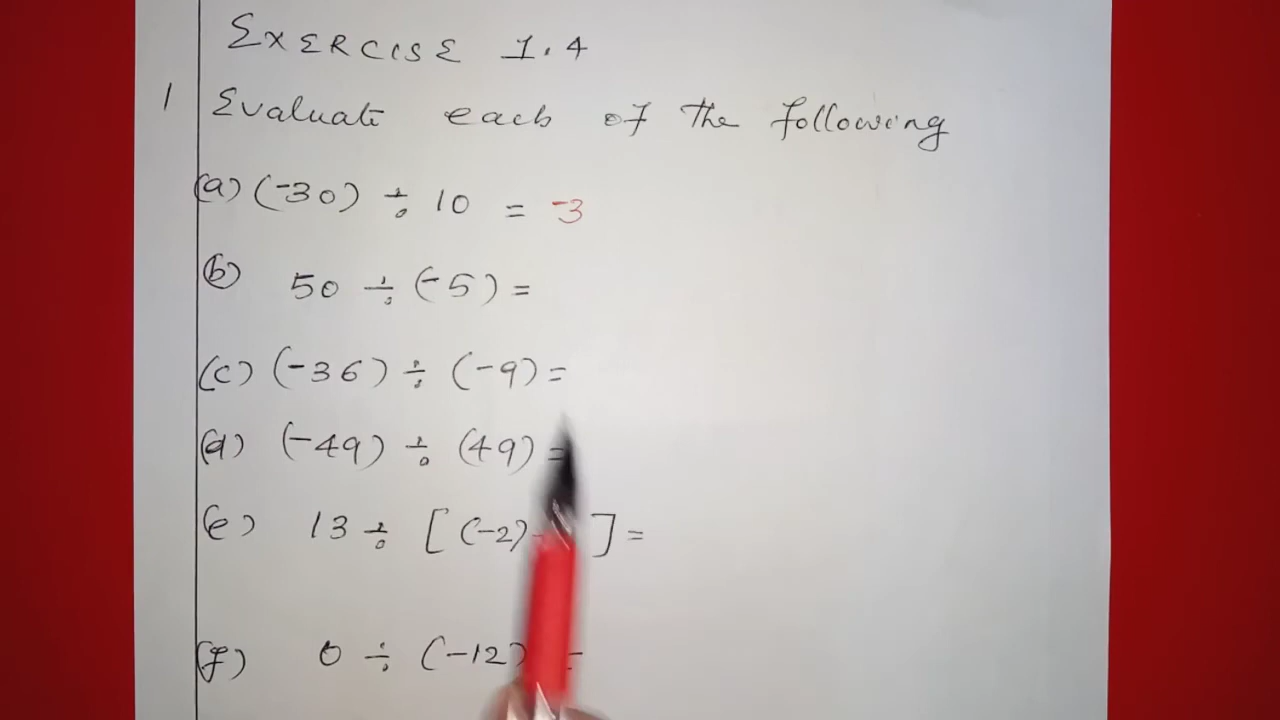 EXERCISE 1.4
1 Evaluate each of the following
(a) (-30) ÷ 10 = -3
(b) 50 ÷ (-5) =
(c) (-36) ÷ (-9) =
(d) (-49) ÷ (49) =
(e) 13 ÷ [(-2) ] =
(f) 0 ÷ (-12) =